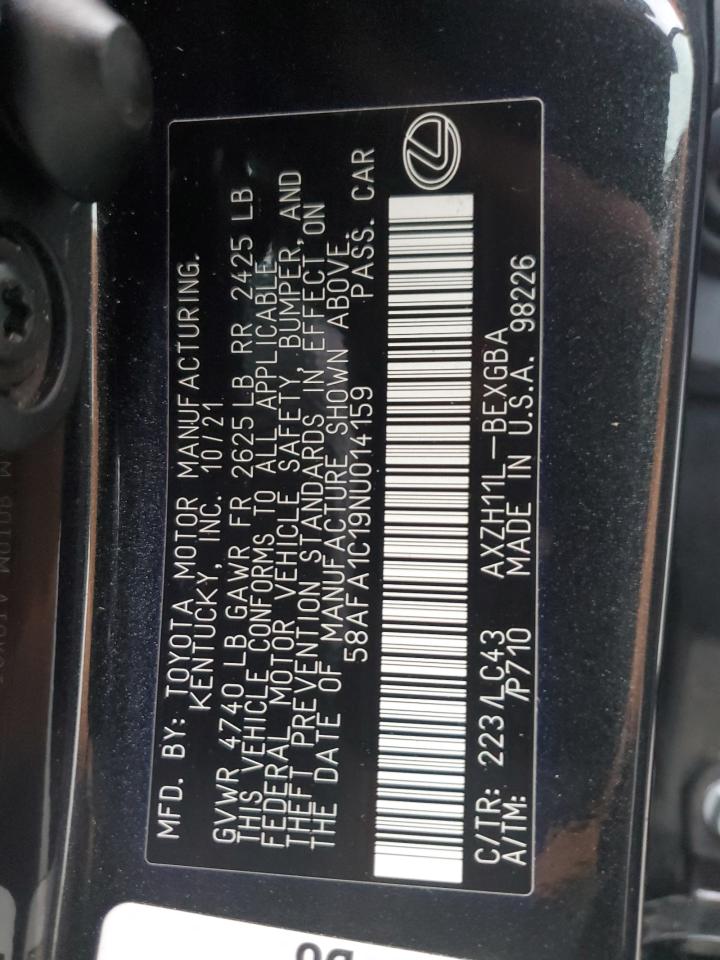 MFD. BY: TOYOTA MOTOR MANUFACTURING.
KENTUCKY, INC. 10/21
GVWR 4740 LB GAWR FR 2625 LB RR 2425 LB
THIS VEHICLE CONFORMS TO ALL APPLICABLE
FEDERAL MOTOR VEHICLE SAFETY, BUMPER, AND
THEFT PREVENTION STANDARDS IN EFFECT ON
THE DATE OF MANUFACTURE SHOWN ABOVE.
58AFA1C19NU014159 PASS. CAR
C/TR: 223/LC43 AXZH11L-BEXGBA
A/TM: /P710 MADE IN U.S.A. 98226